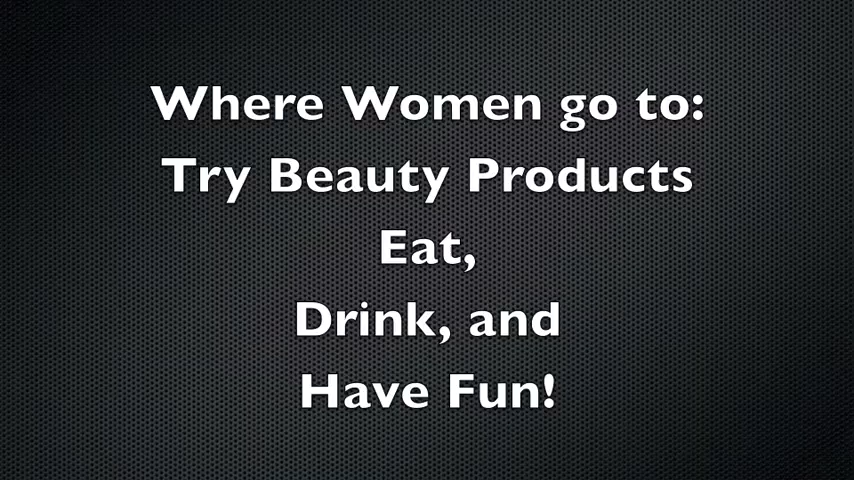 Where Women go to:
Try Beauty Products
Eat,
Drink, and
Have Fun!